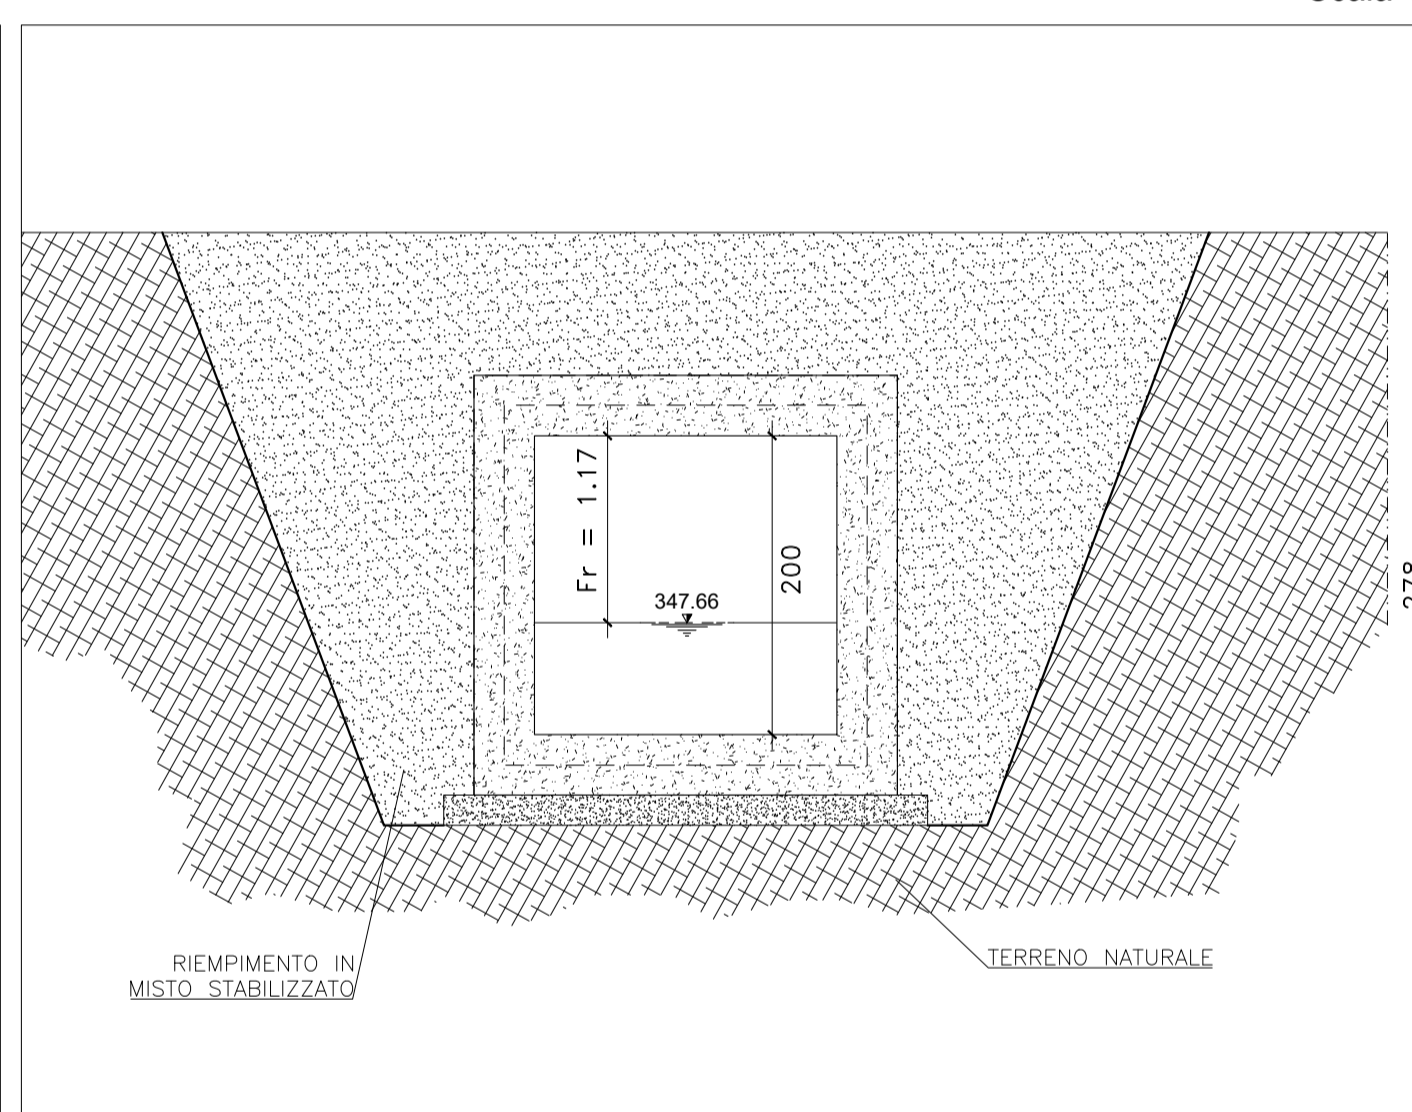 Fr = 1.17
347.66
200
RIEMPIMENTO IN
MISTO STABILIZZATO
TERRENO NATURALE